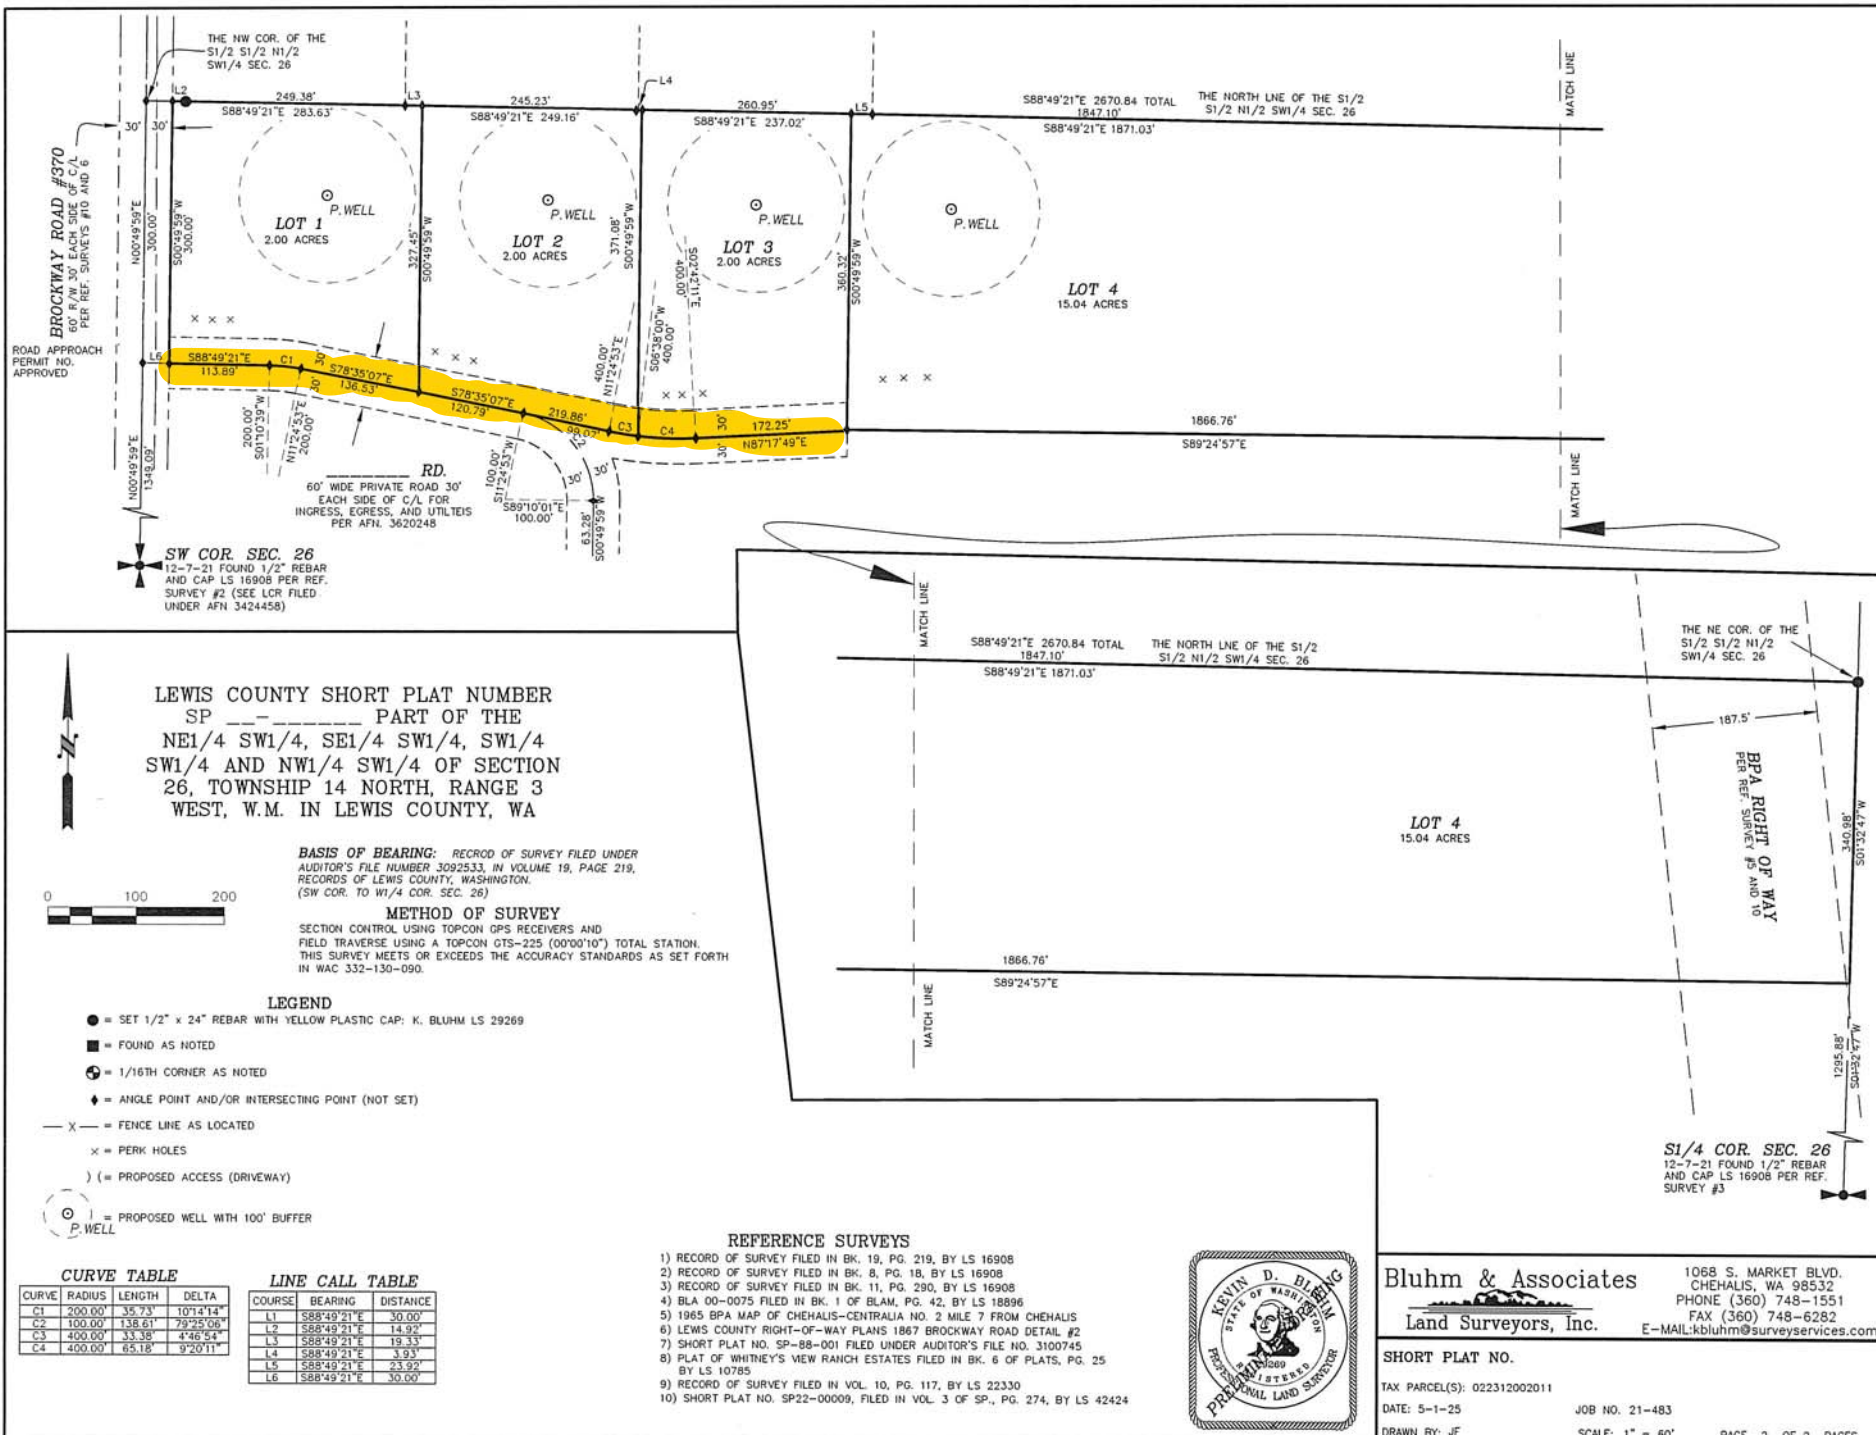 THE NW COR. OF THE
S1/2 S1/2 N1/2
SW1/4 SEC. 26
L2
249.38'
S88°49'21"E 283.63'
L3
245.23'
S88°49'21"E 249.16'
L4
260.95'
S88°49'21"E 237.02'
L5
S88°49'21"E 2670.84 TOTAL
1847.10'
S88°49'21"E 1871.03'
THE NORTH LNE OF THE S1/2
S1/2 N1/2 SW1/4 SEC. 26
MATCH LINE
30'
30'
BROCKWAY ROAD #370
60' R/W 30' EACH SIDE OF C/L
PER REF. SURVEYS #10 AND 6
N00°49'59"E
300.00'
S00°49'59"W
300.00'
P.WELL
LOT 1
2.00 ACRES
327.45'
S00°49'59"W
P.WELL
LOT 2
2.00 ACRES
371.08'
S00°49'59"W
P.WELL
LOT 3
2.00 ACRES
S02°42'11"E
400.00'
360.32'
S00°49'59"W
P.WELL
LOT 4
15.04 ACRES
ROAD APPROACH
PERMIT NO.
APPROVED
L6
S88°49'21"E
113.89'
C1
30'
30'
S78°35'07"E
136.53'
S78°35'07"E
120.79'
219.86'
99.07'
C2
C3
C4
400.00'
N11°24'53"E
S06°38'00"W
400.00'
30'
30'
172.25'
N87°17'49"E
1866.76'
S89°24'57"E
200.00'
S01°10'39"W
N11°24'53"E
200.00'
N00°49'59"E
1349.09'
________ RD.
60' WIDE PRIVATE ROAD 30'
EACH SIDE OF C/L FOR
INGRESS, EGRESS, AND UTILTEIS
PER AFN. 3620248
100.00'
S11°24'53"W
S89°10'01"E
100.00'
30'
30'
63.28'
S00°49'59"W
MATCH LINE
SW COR. SEC. 26
12-7-21 FOUND 1/2" REBAR
AND CAP LS 16908 PER REF.
SURVEY #2 (SEE LCR FILED
UNDER AFN 3424458)
MATCH LINE
S88°49'21"E 2670.84 TOTAL
1847.10'
S88°49'21"E 1871.03'
THE NORTH LNE OF THE S1/2
S1/2 N1/2 SW1/4 SEC. 26
THE NE COR. OF THE
S1/2 S1/2 N1/2
SW1/4 SEC. 26
187.5'
BPA RIGHT OF WAY
PER REF. SURVEY #5 AND 10
340.98'
S01°32'47"W
LOT 4
15.04 ACRES
1866.76'
S89°24'57"E
MATCH LINE
1295.88'
S01°32'47"W
S1/4 COR. SEC. 26
12-7-21 FOUND 1/2" REBAR
AND CAP LS 16908 PER REF.
SURVEY #3
N
LEWIS COUNTY SHORT PLAT NUMBER
SP __-______ PART OF THE
NE1/4 SW1/4, SE1/4 SW1/4, SW1/4
SW1/4 AND NW1/4 SW1/4 OF SECTION
26, TOWNSHIP 14 NORTH, RANGE 3
WEST, W.M. IN LEWIS COUNTY, WA
BASIS OF BEARING: RECROD OF SURVEY FILED UNDER
AUDITOR'S FILE NUMBER 3092533, IN VOLUME 19, PAGE 219,
RECORDS OF LEWIS COUNTY, WASHINGTON.
(SW COR. TO W1/4 COR. SEC. 26)
0 100 200
METHOD OF SURVEY
SECTION CONTROL USING TOPCON GPS RECEIVERS AND
FIELD TRAVERSE USING A TOPCON GTS-225 (00°00'10") TOTAL STATION.
THIS SURVEY MEETS OR EXCEEDS THE ACCURACY STANDARDS AS SET FORTH
IN WAC 332-130-090.
LEGEND
= SET 1/2" x 24" REBAR WITH YELLOW PLASTIC CAP: K. BLUHM LS 29269
= FOUND AS NOTED
= 1/16TH CORNER AS NOTED
= ANGLE POINT AND/OR INTERSECTING POINT (NOT SET)
— X — = FENCE LINE AS LOCATED
× = PERK HOLES
) ( = PROPOSED ACCESS (DRIVEWAY)
P.WELL = PROPOSED WELL WITH 100' BUFFER
CURVE TABLE
CURVE RADIUS LENGTH DELTA
C1 200.00' 35.73' 10°14'14"
C2 100.00' 138.61' 79°25'06"
C3 400.00' 33.38' 4°46'54"
C4 400.00' 65.18' 9°20'11"
LINE CALL TABLE
COURSE BEARING DISTANCE
L1 S88°49'21"E 30.00'
L2 S88°49'21"E 14.92'
L3 S88°49'21"E 19.33'
L4 S88°49'21"E 3.93'
L5 S88°49'21"E 23.92'
L6 S88°49'21"E 30.00'
REFERENCE SURVEYS
1) RECORD OF SURVEY FILED IN BK. 19, PG. 219, BY LS 16908
2) RECORD OF SURVEY FILED IN BK. 8, PG. 18, BY LS 16908
3) RECORD OF SURVEY FILED IN BK. 11, PG. 290, BY LS 16908
4) BLA 00-0075 FILED IN BK. 1 OF BLAM, PG. 42, BY LS 18896
5) 1965 BPA MAP OF CHEHALIS-CENTRALIA NO. 2 MILE 7 FROM CHEHALIS
6) LEWIS COUNTY RIGHT-OF-WAY PLANS 1867 BROCKWAY ROAD DETAIL #2
7) SHORT PLAT NO. SP-88-001 FILED UNDER AUDITOR'S FILE NO. 3100745
8) PLAT OF WHITNEY'S VIEW RANCH ESTATES FILED IN BK. 6 OF PLATS, PG. 25
BY LS 10785
9) RECORD OF SURVEY FILED IN VOL. 10, PG. 117, BY LS 22330
10) SHORT PLAT NO. SP22-00009, FILED IN VOL. 3 OF SP., PG. 274, BY LS 42424
KEVIN D. BLUHM
STATE OF WASHINGTON
REGISTERED
PROFESSIONAL LAND SURVEYOR
Bluhm & Associates
Land Surveyors, Inc.
1068 S. MARKET BLVD.
CHEHALIS, WA 98532
PHONE (360) 748-1551
FAX (360) 748-6282
E-MAIL:kbluhm@surveyservices.com
SHORT PLAT NO.
TAX PARCEL(S): 022312002011
DATE: 5-1-25 JOB NO. 21-483
DRAWN BY: JE SCALE: 1" = 60' PAGE 2 OF 2 PAGES